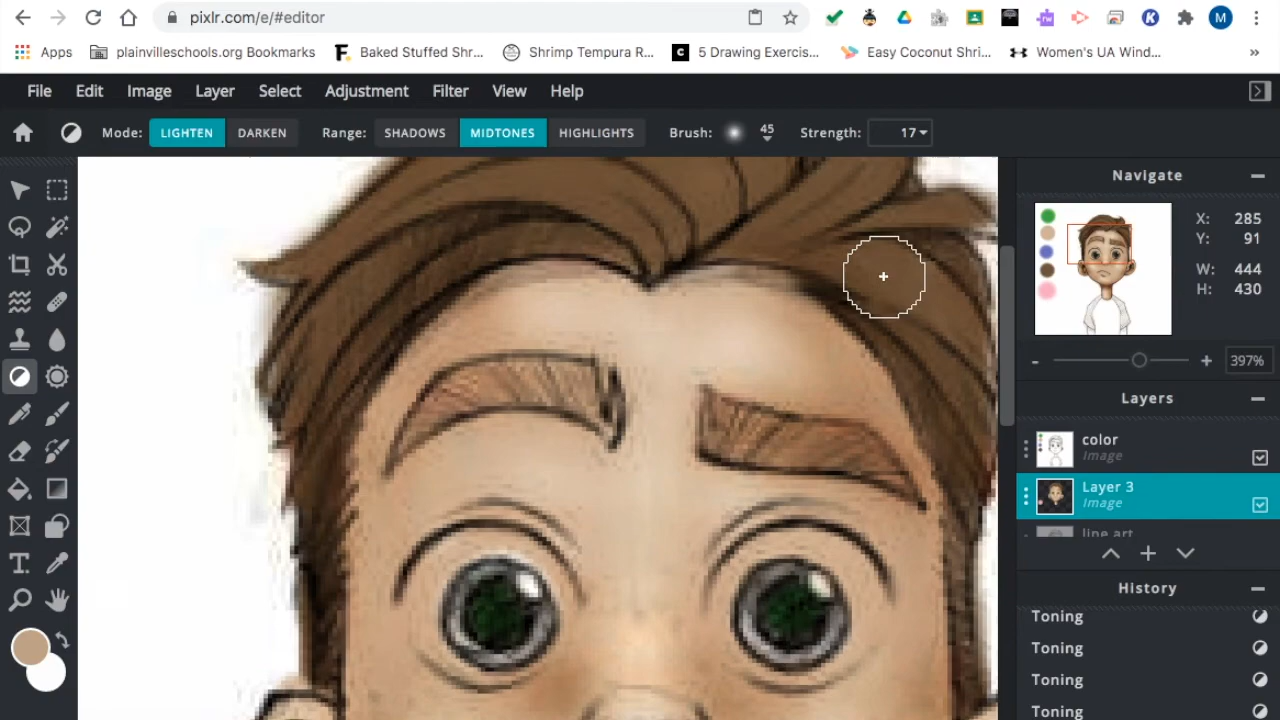 pixlr.com/e/#editor
M
Apps plainvilleschools.org Bookmarks Baked Stuffed Shr... Shrimp Tempura R... 5 Drawing Exercis... Easy Coconut Shri... Women's UA Wind... »
File Edit Image Layer Select Adjustment Filter View Help
Mode: LIGHTEN DARKEN Range: SHADOWS MIDTONES HIGHLIGHTS Brush: 45 Strength: 17
Navigate
X: 285
Y: 91
W: 444
H: 430
- + 397%
Layers
color
Image
Layer 3
Image
line art
History
Toning
Toning
Toning
Toning